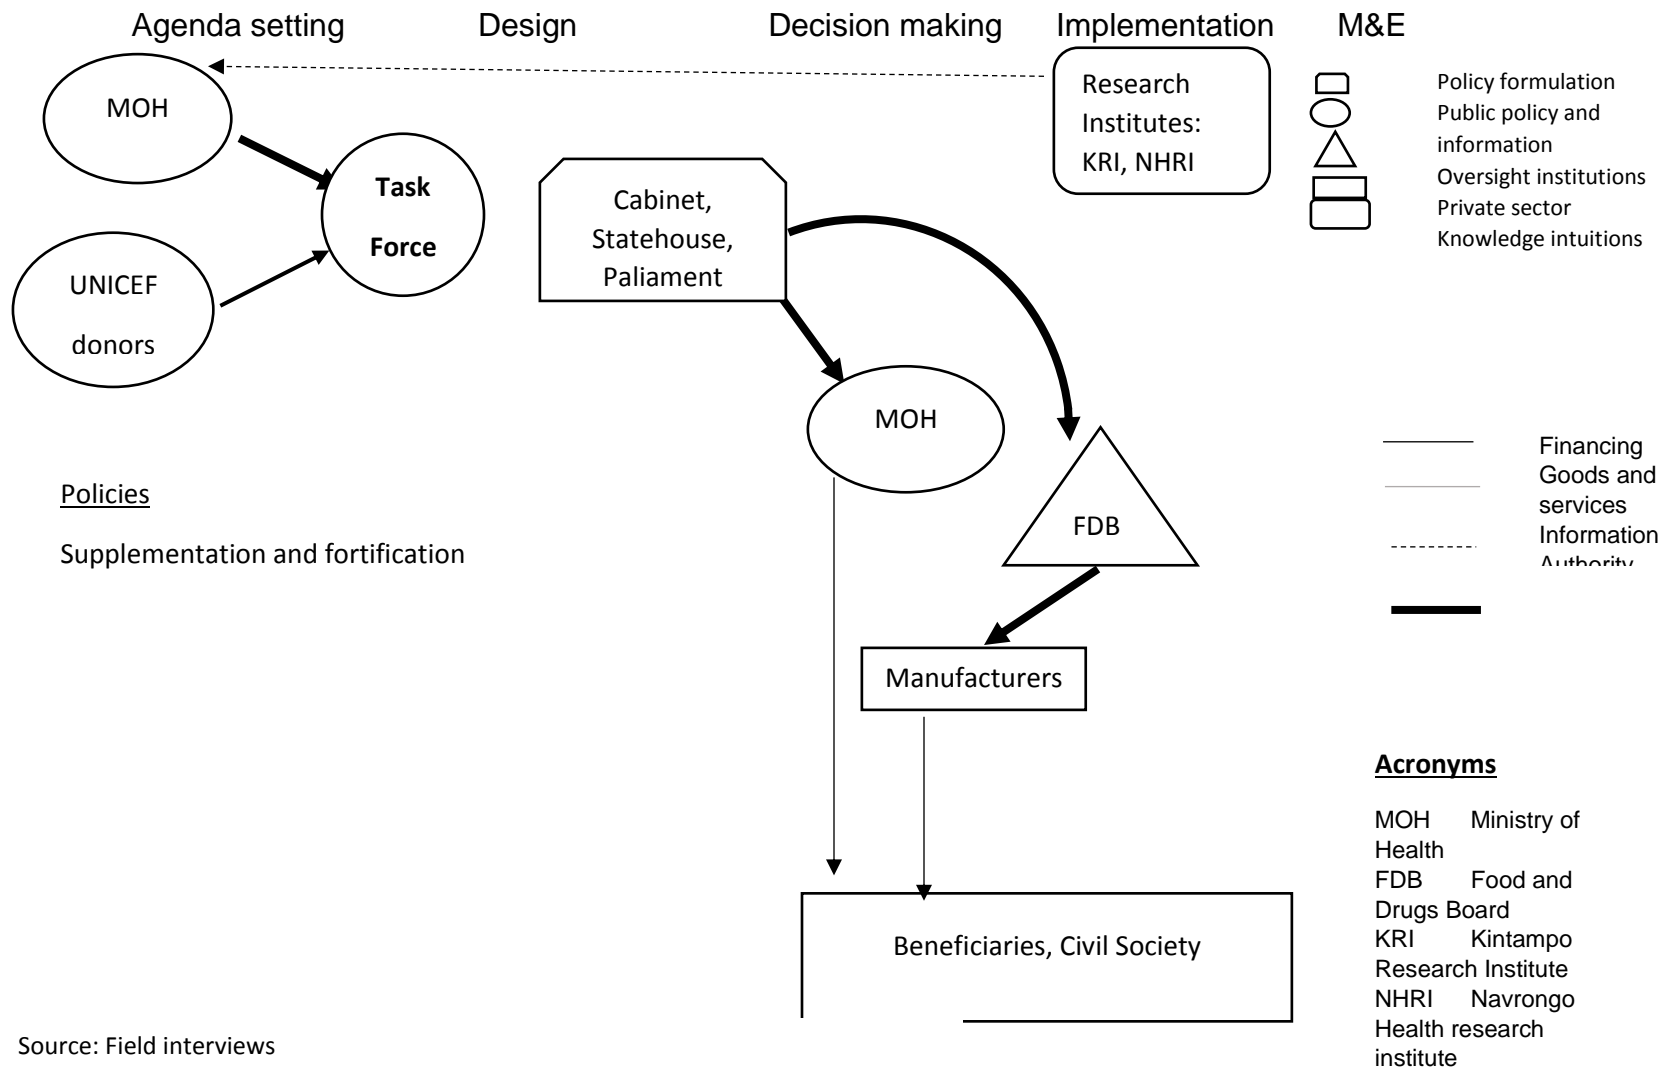 Agenda setting Design Decision making Implementation M&E
MOH
Task
Force
UNICEF
donors
Cabinet,
Statehouse,
Paliament
Research
Institutes:
KRI, NHRI
Policy formulation
Public policy and
information
Oversight institutions
Private sector
Knowledge intuitions
MOH
FDB
Policies
Supplementation and fortification
Financing
Goods and
services
Information
Authority
Manufacturers
Beneficiaries, Civil Society
Acronyms
MOH Ministry of
Health
FDB Food and
Drugs Board
KRI Kintampo
Research Institute
NHRI Navrongo
Health research
institute
Source: Field interviews